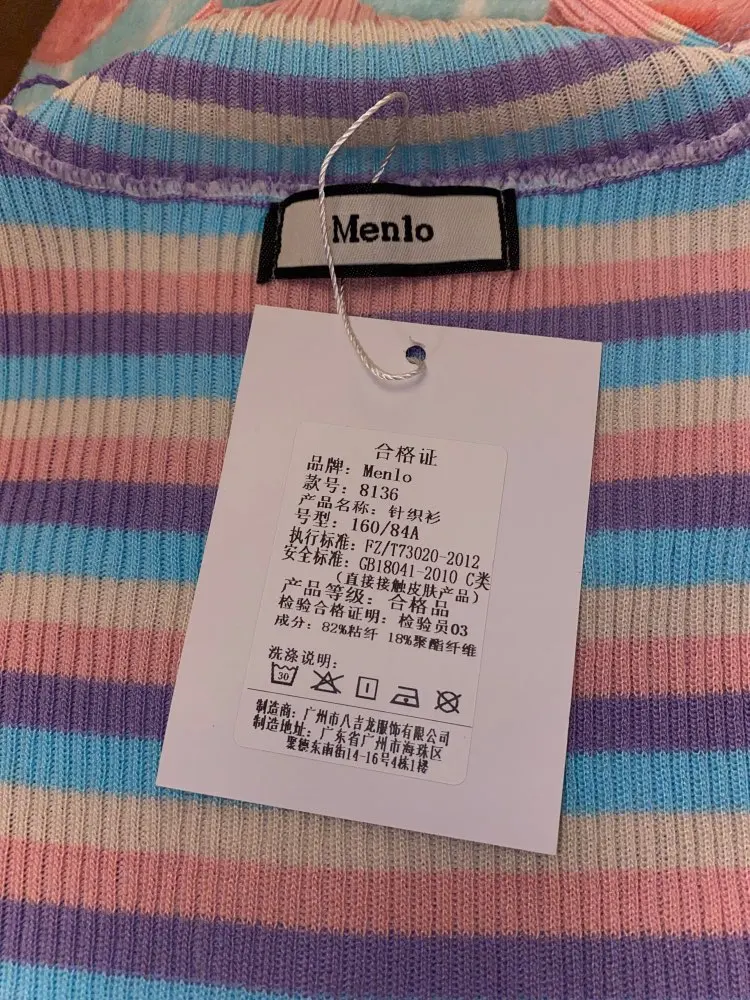 Menlo
合格证
品牌：Menlo
款号：8136
产品名称：针织衫
号型：160/84A
执行标准：FZ/T73020-2012
安全标准：GB18041-2010 C类
（直接接触皮肤产品）
产品等级：合格品
检验合格证明：检验员03
成分：82%粘纤 18%聚酯纤维
洗涤说明：
30
制造商：广州市八吉龙服饰有限公司
制造地址：广东省广州市海珠区
聚德东南街14-16号4栋1楼